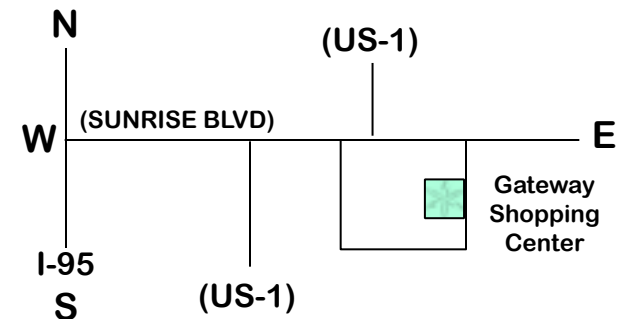 N
(US-1)
(SUNRISE BLVD)
W
E
Gateway
Shopping
Center
I-95
(US-1)
S